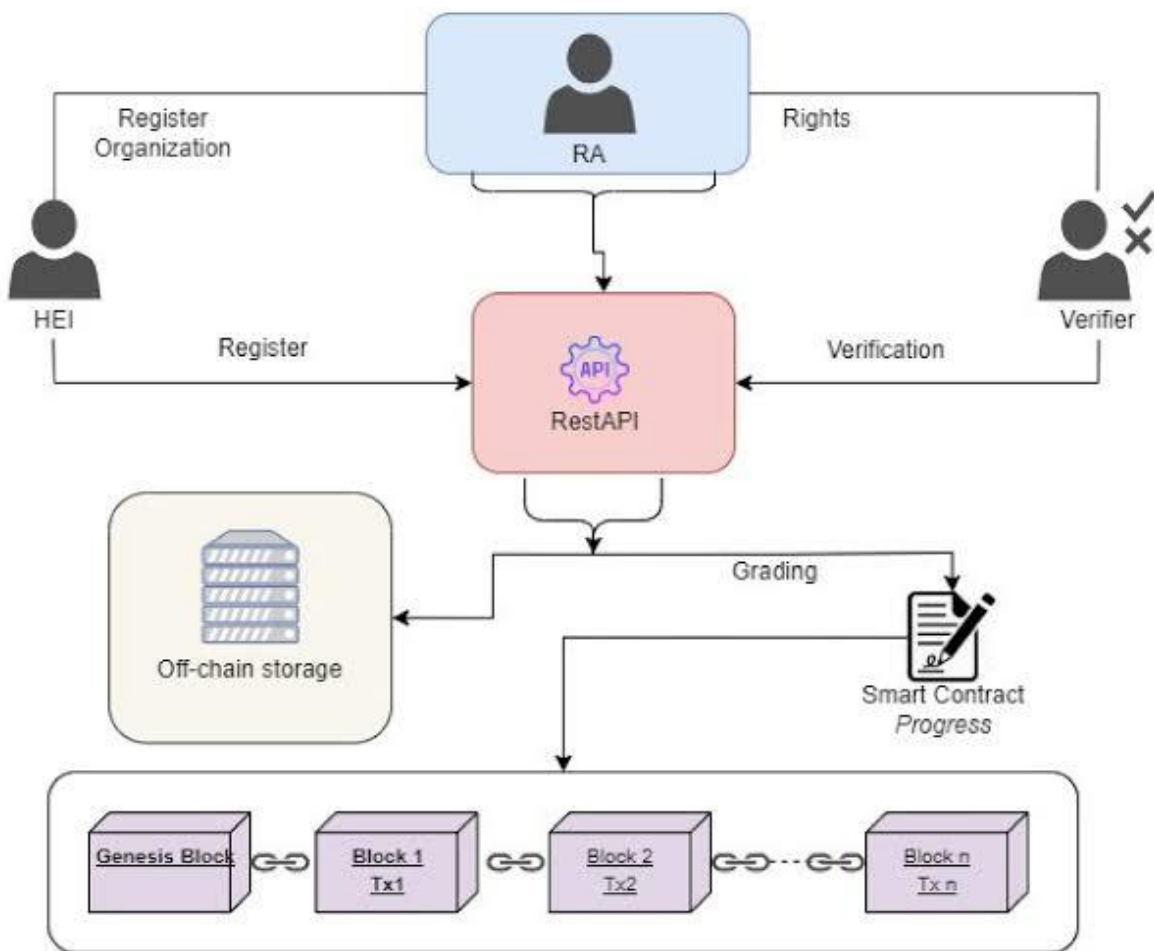 Register
Organization
RA
Rights
HEI
Verifier
Register
Verification
API
RestAPI
Grading
Off-chain storage
Smart Contract
Progress
Genesis Block
Block 1
Tx1
Block 2
Tx2
Block n
Tx n